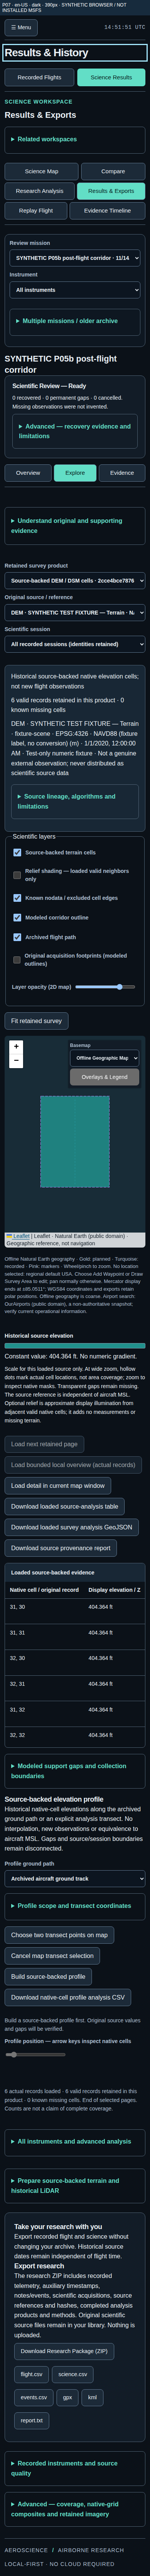 P07 · en-US · dark · 390px · SYNTHETIC BROWSER / NOT
INSTALLED MSFS
☰ Menu
14:51:51 UTC
Results & History
Recorded Flights
Science Results
SCIENCE WORKSPACE
Results & Exports
▶ Related workspaces
Science Map
Compare
Research Analysis
Results & Exports
Replay Flight
Evidence Timeline
Review mission
SYNTHETIC P05b post-flight corridor · 11/14
Instrument
All instruments
▶ Multiple missions / older archive
SYNTHETIC P05b post-flight
corridor
Scientific Review — Ready
0 recovered · 0 permanent gaps · 0 cancelled.
Missing observations were not invented.
▶ Advanced — recovery evidence and
limitations
Overview
Explore
Evidence
▶ Understand original and supporting
evidence
Retained survey product
Source-backed DEM / DSM cells · 2cce4bce7876
Original source / reference
DEM · SYNTHETIC TEST FIXTURE — Terrain · NA
Scientific session
All recorded sessions (identities retained)
Historical source-backed native elevation cells;
not new flight observations
6 valid records retained in this product · 0
known missing cells
DEM · SYNTHETIC TEST FIXTURE — Terrain
· fixture-scene · EPSG:4326 · NAVD88 (fixture
label, no conversion) (m) · 1/1/2020, 12:00:00
AM · Test-only numeric fixture · Not a genuine
external observation; never distributed as
scientific source data
▶ Source lineage, algorithms and
limitations
Scientific layers
Source-backed terrain cells
Relief shading — loaded valid neighbors
only
Known nodata / excluded cell edges
Modeled corridor outline
Archived flight path
Original acquisition footprints (modeled
outlines)
Layer opacity (2D map)
Fit retained survey
+
−
Basemap
Offline Geographic Map
Overlays & Legend
Leaflet | Leaflet · Natural Earth (public domain) ·
Geographic reference, not navigation
Offline Natural Earth geography · Gold: planned · Turquoise:
recorded · Pink: markers · Wheel/pinch to zoom. No location
selected: regional default USA. Choose Add Waypoint or Draw
Survey Area to edit; pan normally otherwise. Mercator display
ends at ±85.0511°; WGS84 coordinates and exports retain
polar positions. Offline geography is coarse. Airport search:
OurAirports (public domain), a non-authoritative snapshot;
verify current operational information.
Historical source elevation
Constant value: 404.364 ft. No numeric gradient.
Scale for this loaded source only. At wide zoom, hollow
dots mark actual cell locations, not area coverage; zoom to
inspect native masks. Transparent gaps remain missing.
The source reference is independent of aircraft MSL.
Optional relief in appearance display illumination from
adjacent valid native cells; it adds no measurements or
missing terrain.
Load next retained page
Load bounded local overview (actual records)
Load detail in current map window
Download loaded source-analysis table
Download loaded survey analysis GeoJSON
Download source provenance report
Loaded source-backed evidence
Native cell / original record
Display elevation / Z
31, 30
404.364 ft
31, 31
404.364 ft
32, 30
404.364 ft
32, 31
404.364 ft
31, 32
404.364 ft
32, 32
404.364 ft
▶ Modeled support gaps and collection
boundaries
Source-backed elevation profile
Historical native-cell elevations along the archived
ground track or an explicit analysis transect. No
interpolation, new observations or equivalence to
aircraft MSL. Gaps and source/session boundaries
remain disconnected.
Profile ground path
Archived aircraft ground track
▶ Profile scope and transect coordinates
Choose two transect points on map
Cancel map transect selection
Build source-backed profile
Download native-cell profile analysis CSV
Build a source-backed profile first. Original source values
and gaps will be verified.
Profile position — arrow keys inspect native cells
6 actual records loaded · 6 valid records retained in this
product · 0 known missing cells. End of selected pages.
Counts are not a claim of complete coverage.
▶ All instruments and advanced analysis
▶ Prepare source-backed terrain and
historical LiDAR
Take your research with you
Export recorded flight and science evidence without
changing your archive. Historical source dates
remain independent of flight time.
Export research
The research ZIP includes recorded
telemetry, auxiliary timestamps,
notes/events, scientific acquisitions, source
references and hashes, completed analysis
products and methods. Original scientific
source files remain in your library. Nothing is
uploaded.
Download Research Package (ZIP)
flight.csv
science.csv
events.csv
gpx
kml
report.txt
▶ Recorded instruments and source
quality
▶ Advanced — coverage, native-grid
composites and retained imagery
AEROSCIENCE / AIRBORNE RESEARCH
LOCAL-FIRST · NO CLOUD REQUIRED